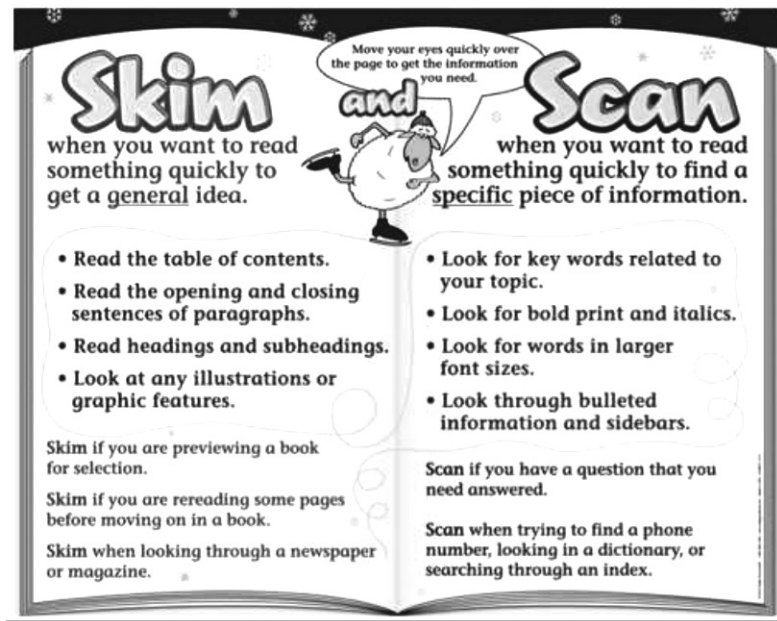 Skim
when you want to read
something quickly to
get a general idea.
• Read the table of contents.
• Read the opening and closing
sentences of paragraphs.
• Read headings and subheadings.
• Look at any illustrations or
graphic features.
Skim if you are previewing a book
for selection.
Skim if you are rereading some pages
before moving on in a book.
Skim when looking through a newspaper
or magazine.
and
Move your eyes quickly over
the page to get the information
you need.
Scan
when you want to read
something quickly to find a
specific piece of information.
• Look for key words related to
your topic.
• Look for bold print and italics.
• Look for words in larger
font sizes.
• Look through bulleted
information and sidebars.
Scan if you have a question that you
need answered.
Scan when trying to find a phone
number, looking in a dictionary, or
searching through an index.